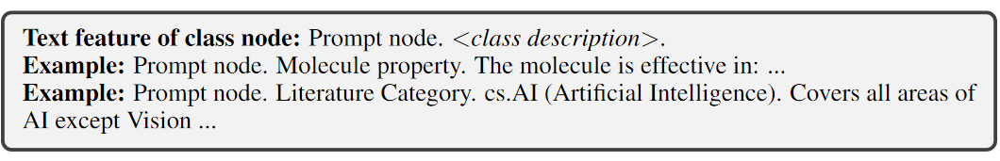 Text feature of class node: Prompt node. <class description>.
Example: Prompt node. Molecule property. The molecule is effective in: ...
Example: Prompt node. Literature Category. cs.AI (Artificial Intelligence). Covers all areas of
AI except Vision ...